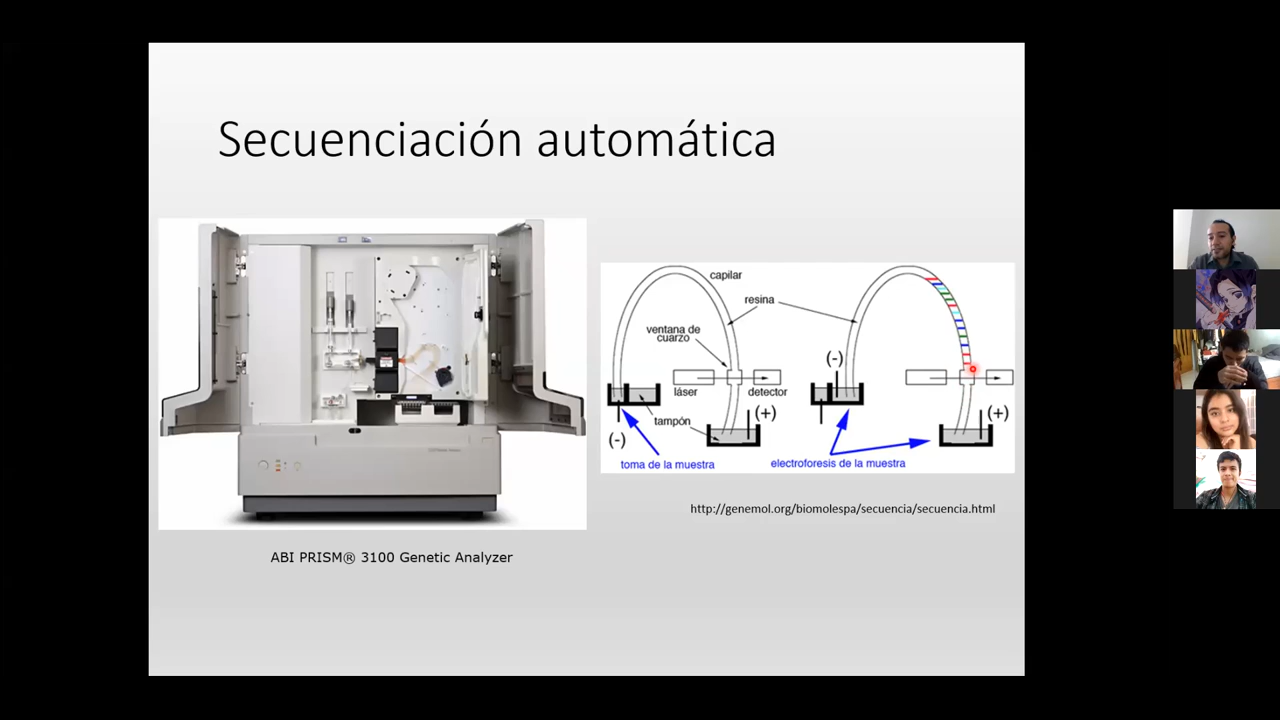 Secuenciación automática
capilar
resina
ventana de
cuarzo
(-)
láser
detector
tampón
(+)
(+)
(-)
toma de la muestra
electroforesis de la muestra
http://genemol.org/biomolespa/secuencia/secuencia.html
ABI PRISM® 3100 Genetic Analyzer